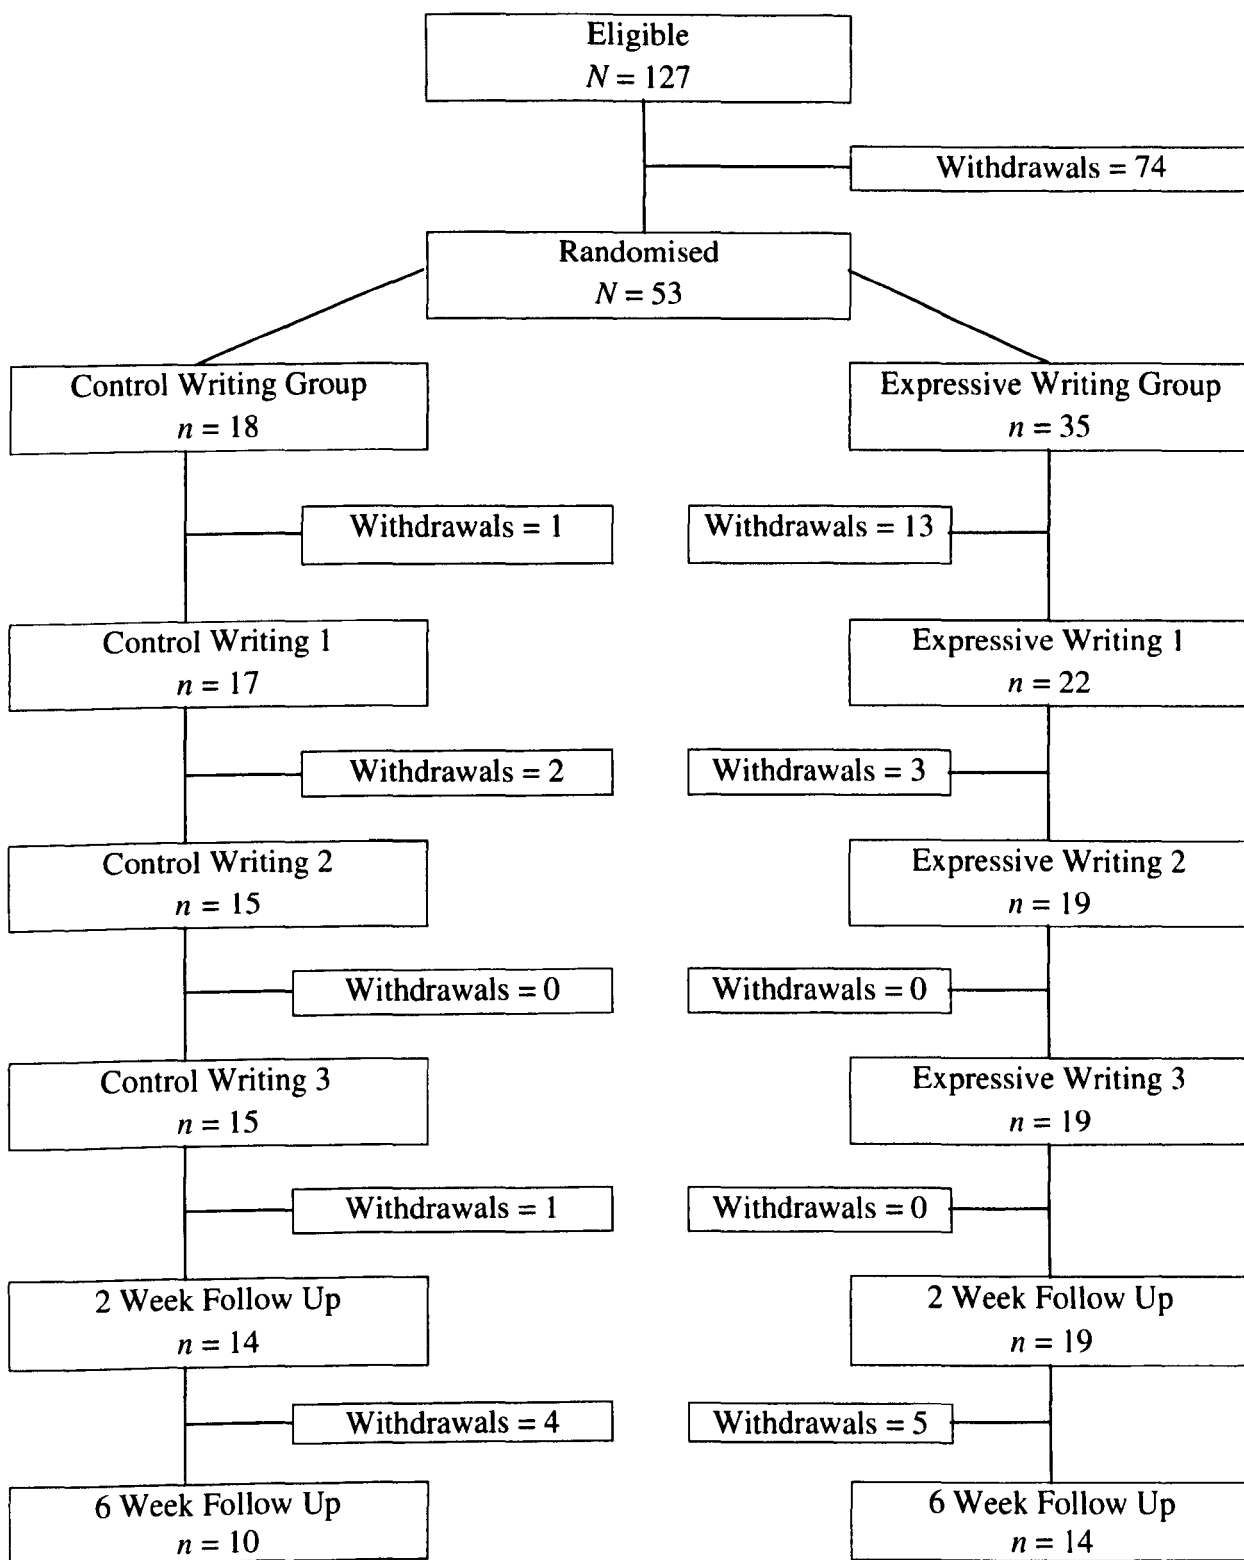 Eligible
N = 127
Withdrawals = 74
Randomised
N = 53
Control Writing Group
n = 18
Expressive Writing Group
n = 35
Withdrawals = 1
Withdrawals = 13
Control Writing 1
n = 17
Expressive Writing 1
n = 22
Withdrawals = 2
Withdrawals = 3
Control Writing 2
n = 15
Expressive Writing 2
n = 19
Withdrawals = 0
Withdrawals = 0
Control Writing 3
n = 15
Expressive Writing 3
n = 19
Withdrawals = 1
Withdrawals = 0
2 Week Follow Up
n = 14
2 Week Follow Up
n = 19
Withdrawals = 4
Withdrawals = 5
6 Week Follow Up
n = 10
6 Week Follow Up
n = 14